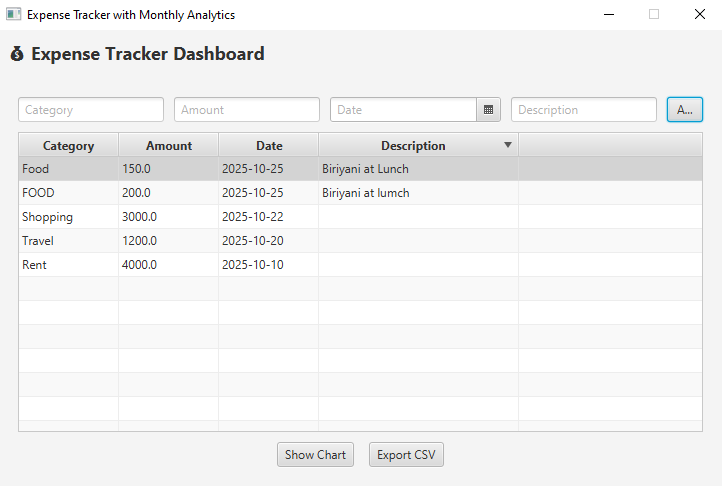 Expense Tracker with Monthly Analytics
Expense Tracker Dashboard
Category Amount Date Description A...
Category Amount Date Description
Food 150.0 2025-10-25 Biriyani at Lunch
FOOD 200.0 2025-10-25 Biriyani at lumch
Shopping 3000.0 2025-10-22
Travel 1200.0 2025-10-20
Rent 4000.0 2025-10-10
Show Chart Export CSV